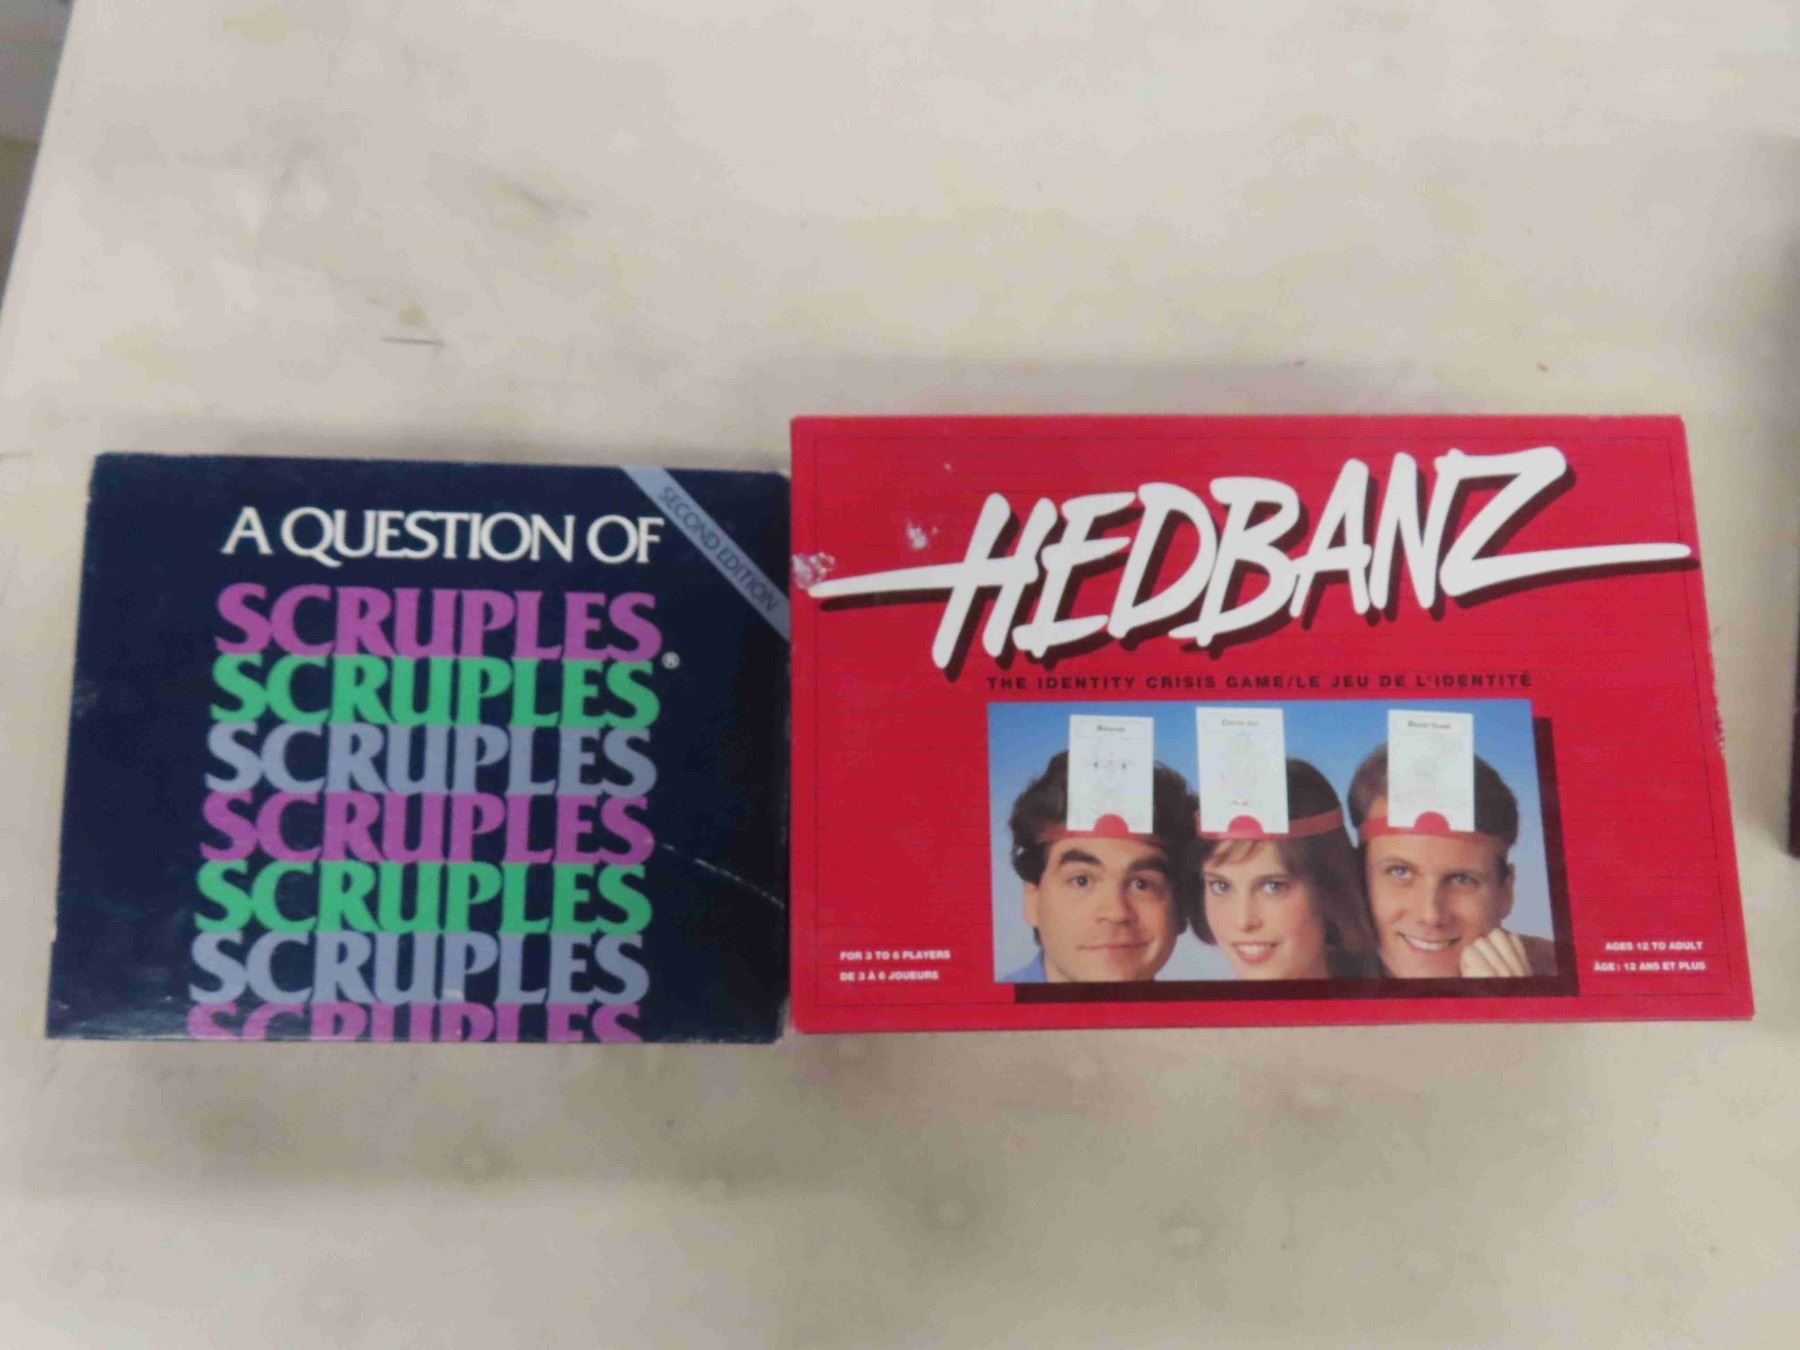 A QUESTION OF
SECOND EDITION
SCRUPLES®
SCRUPLES
SCRUPLES
SCRUPLES
SCRUPLES
SCRUPLES
SCRUPLES
HEDBANZ
THE IDENTITY CRISIS GAME/LE JEU DE L'IDENTITÉ
FOR 3 TO 6 PLAYERS
DE 3 À 6 JOUEURS
AGES 12 TO ADULT
ÂGE: 12 ANS ET PLUS